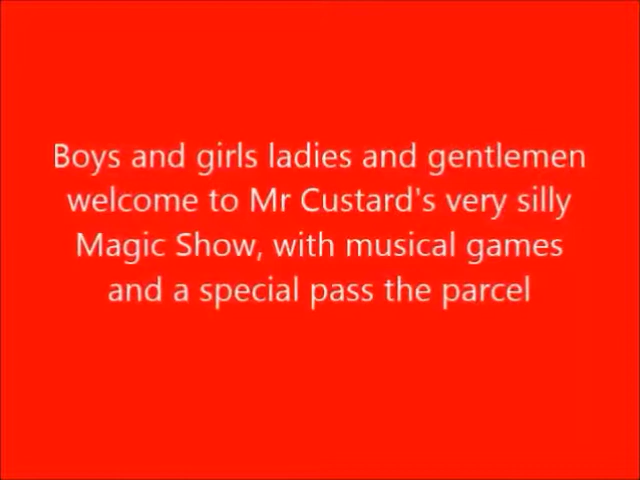 Boys and girls ladies and gentlemen
welcome to Mr Custard's very silly
Magic Show, with musical games
and a special pass the parcel